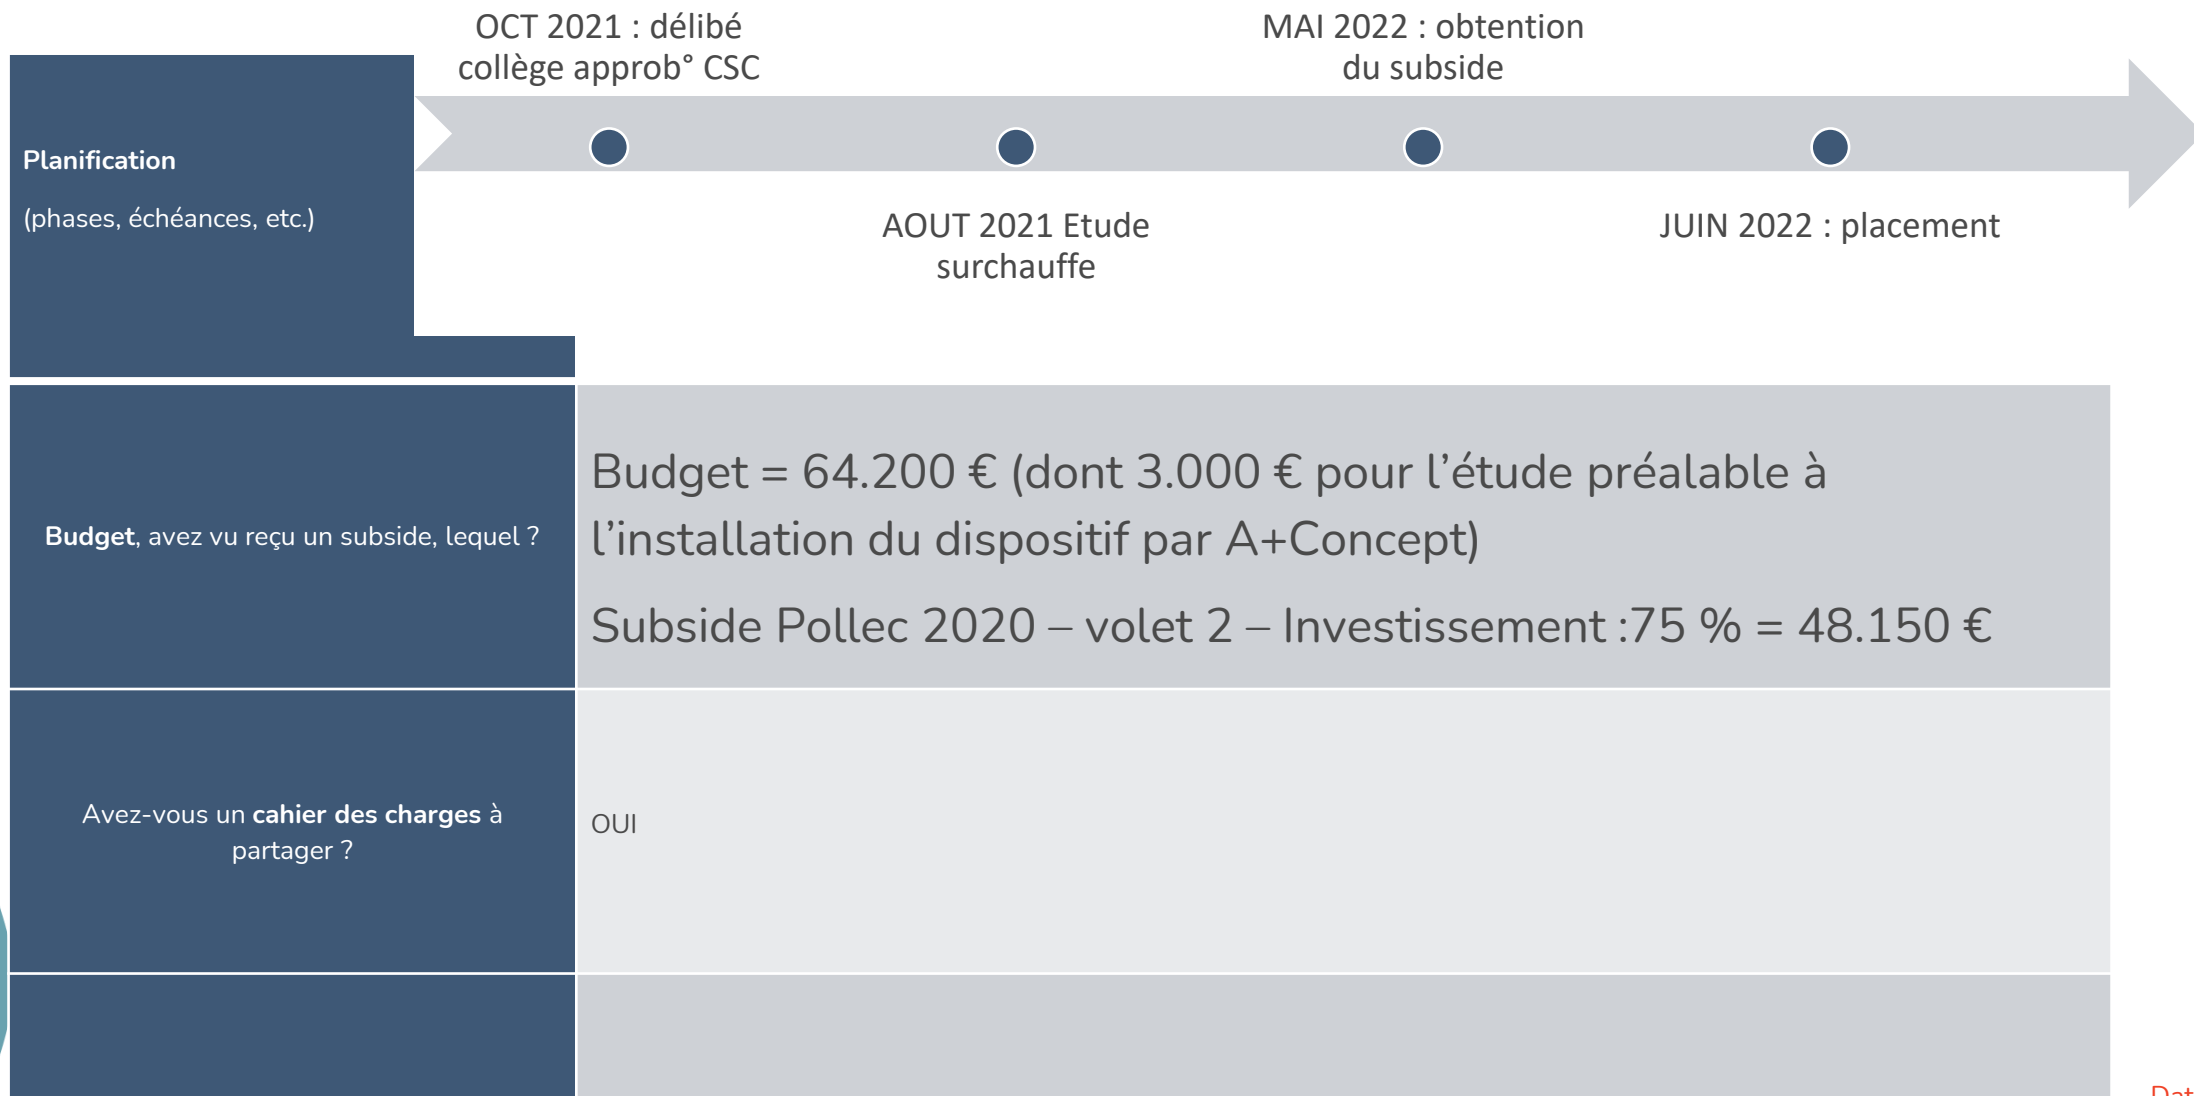 OCT 2021 : délibé
collège approb° CSC
MAI 2022 : obtention
du subside
Planification
(phases, échéances, etc.)
AOUT 2021 Etude
surchauffe
JUIN 2022 : placement
Budget, avez vu reçu un subside, lequel ?
Budget = 64.200 € (dont 3.000 € pour l’étude préalable à
l’installation du dispositif par A+Concept)
Subside Pollec 2020 – volet 2 – Investissement :75 % = 48.150 €
Avez-vous un cahier des charges à
partager ?
OUI